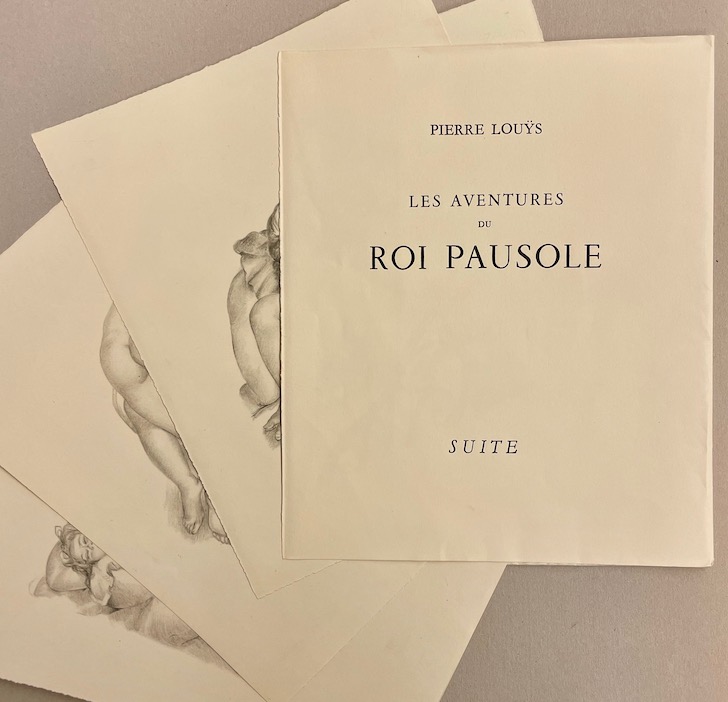 PIERRE LOUŸS
LES AVENTURES
DU
ROI PAUSOLE
SUITE